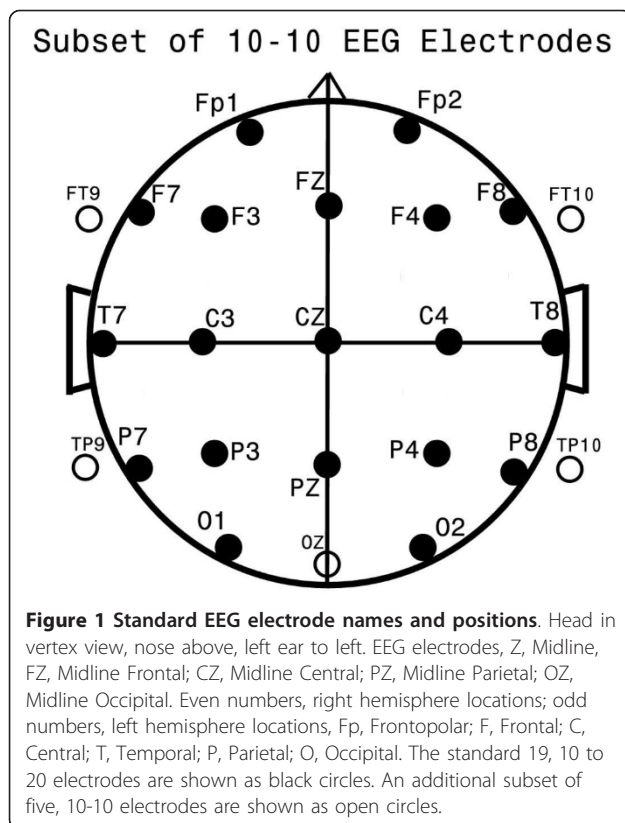 Subset of 10-10 EEG Electrodes
Fp1 Fp2
FT9 F7 F3 FZ F4 F8 FT10
T7 C3 CZ C4 T8
TP9 P7 P3 PZ P4 P8 TP10
O1 OZ O2
Figure 1 Standard EEG electrode names and positions. Head in
vertex view, nose above, left ear to left. EEG electrodes, Z, Midline,
FZ, Midline Frontal; CZ, Midline Central; PZ, Midline Parietal; OZ,
Midline Occipital. Even numbers, right hemisphere locations; odd
numbers, left hemisphere locations, Fp, Frontopolar; F, Frontal; C,
Central; T, Temporal; P, Parietal; O, Occipital. The standard 19, 10 to
20 electrodes are shown as black circles. An additional subset of
five, 10-10 electrodes are shown as open circles.